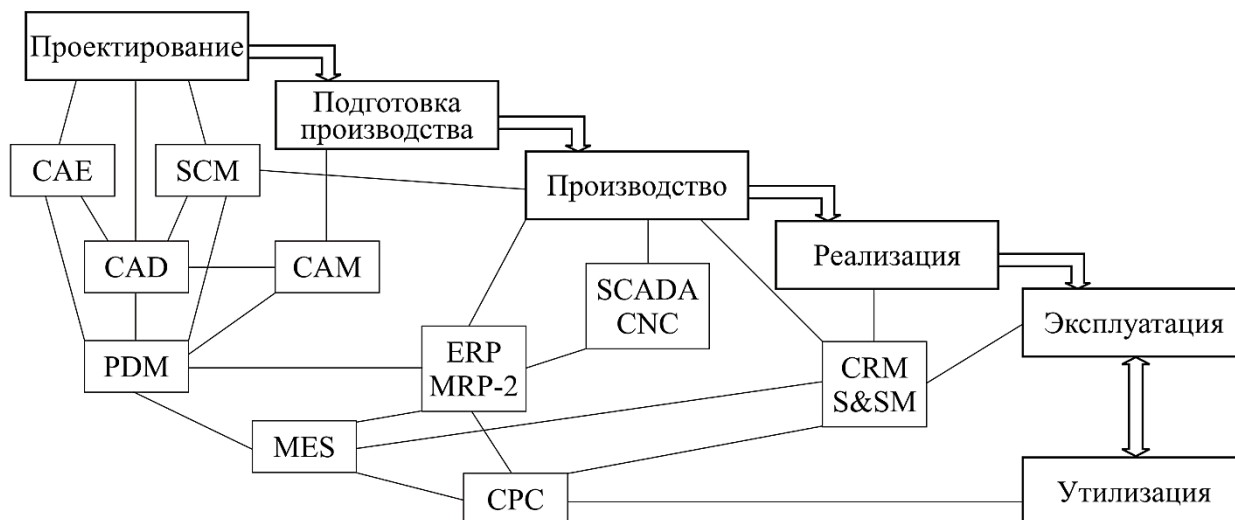 Проектирование
Подготовка
производства
CAE
SCM
Производство
CAD
CAM
Реализация
SCADA
CNC
Эксплуатация
PDM
ERP
MRP-2
CRM
S&SM
MES
CPC
Утилизация